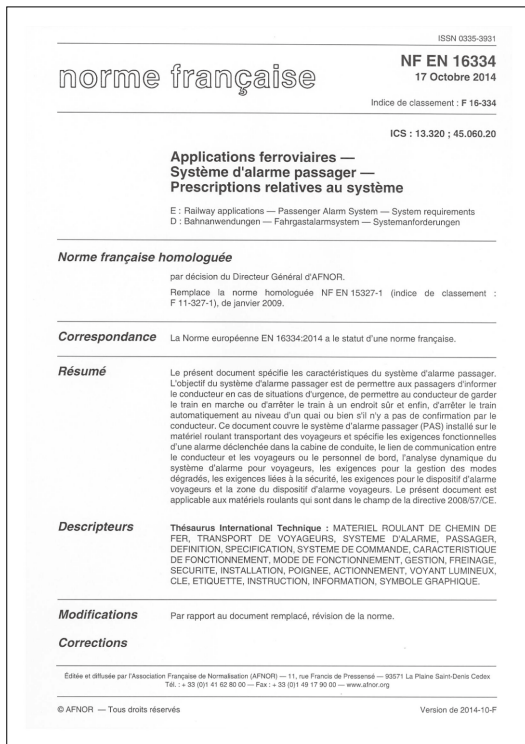 ISSN 0335-3931
norme française
NF EN 16334
17 Octobre 2014
Indice de classement : F 16-334
ICS : 13.320 ; 45.060.20
Applications ferroviaires —
Système d'alarme passager —
Prescriptions relatives au système
E : Railway applications — Passenger Alarm System — System requirements
D : Bahnanwendungen — Fahrgastalarmsystem — Systemanforderungen
Norme française homologuée
par décision du Directeur Général d'AFNOR.
Remplace la norme homologuée NF EN 15327-1 (indice de classement :
F 11-327-1), de janvier 2009.
Correspondance
La Norme européenne EN 16334:2014 a le statut d'une norme française.
Résumé
Le présent document spécifie les caractéristiques du système d'alarme passager.
L'objectif du système d'alarme passager est de permettre aux passagers d'informer
le conducteur en cas de situations d'urgence, de permettre au conducteur de garder
le train en marche ou d'arrêter le train à un endroit sûr et enfin, d'arrêter le train
automatiquement au niveau d'un quai ou bien s'il n'y a pas de confirmation par le
conducteur. Ce document couvre le système d'alarme passager (PAS) installé sur le
matériel roulant transportant des voyageurs et spécifie les exigences fonctionnelles
d'une alarme déclenchée dans la cabine de conduite, le lien de communication entre
le conducteur et les voyageurs ou le personnel de bord, l'analyse dynamique du
système d'alarme pour voyageurs, les exigences pour la gestion des modes
dégradés, les exigences liées à la sécurité, les exigences pour le dispositif d'alarme
voyageurs et la zone du dispositif d'alarme voyageurs. Le présent document est
applicable aux matériels roulants qui sont dans le champ de la directive 2008/57/CE.
Descripteurs
Thésaurus International Technique : MATERIEL ROULANT DE CHEMIN DE
FER, TRANSPORT DE VOYAGEURS, SYSTEME D'ALARME, PASSAGER,
DEFINITION, SPECIFICATION, SYSTEME DE COMMANDE, CARACTERISTIQUE
DE FONCTIONNEMENT, MODE DE FONCTIONNEMENT, GESTION, FREINAGE,
SECURITE, INSTALLATION, POIGNEE, ACTIONNEMENT, VOYANT LUMINEUX,
CLE, ETIQUETTE, INSTRUCTION, INFORMATION, SYMBOLE GRAPHIQUE.
Modifications
Par rapport au document remplacé, révision de la norme.
Corrections
Éditée et diffusée par l'Association Française de Normalisation (AFNOR) — 11, rue Francis de Pressensé — 93571 La Plaine Saint-Denis Cedex
Tél. : + 33 (0)1 41 62 80 00 — Fax : + 33 (0)1 49 17 90 00 — www.afnor.org
© AFNOR — Tous droits réservés
Version de 2014-10-F